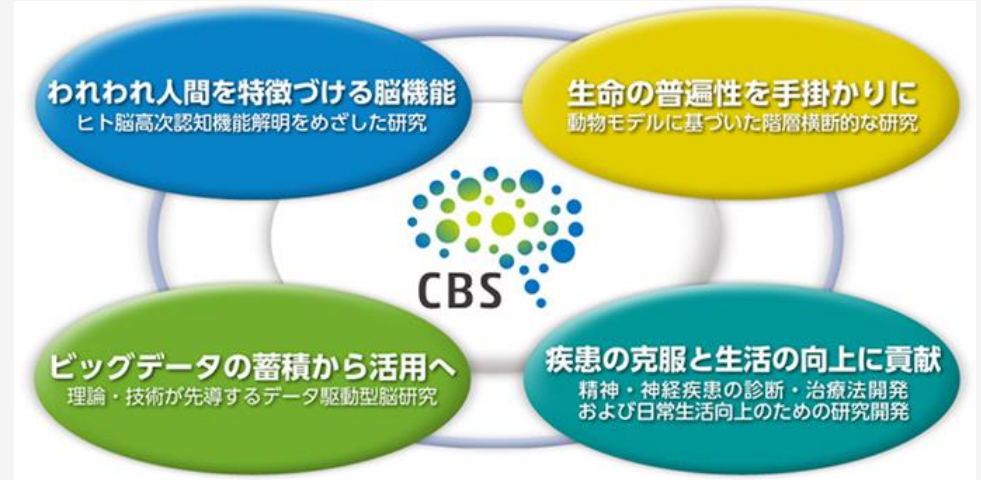 われわれ人間を特徴づける脳機能
ヒト脳高次認知機能解明をめざした研究
生命の普遍性を手掛かりに
動物モデルに基づいた階層横断的な研究
CBS
ビッグデータの蓄積から活用へ
理論・技術が先導するデータ駆動型脳研究
疾患の克服と生活の向上に貢献
精神・神経疾患の診断・治療法開発
および日常生活向上のための研究開発